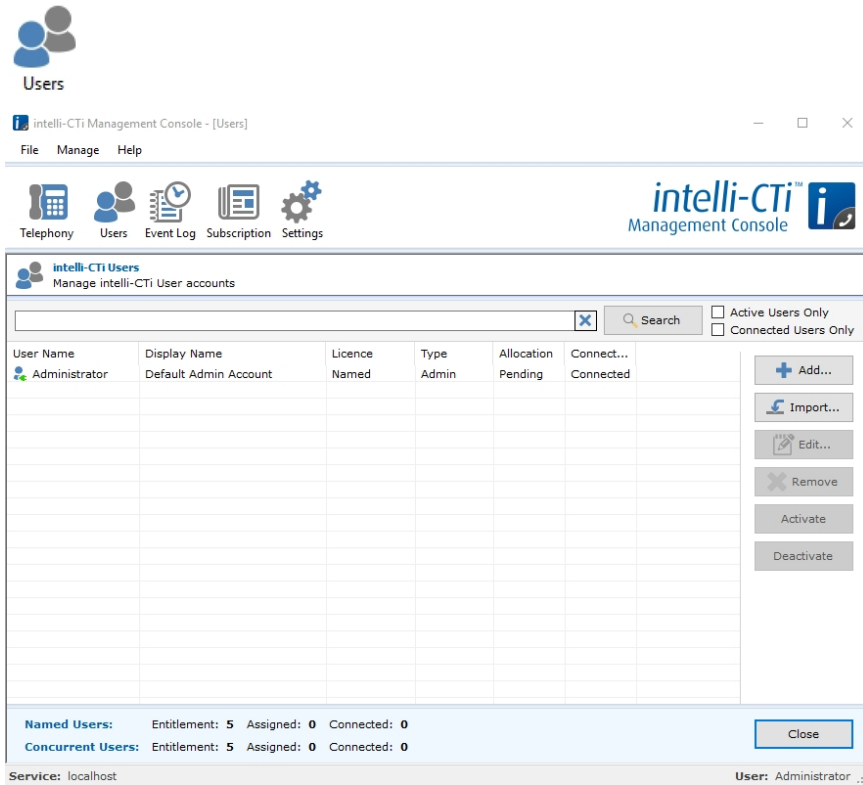 Users
intelli-CTi Management Console - [Users]
File Manage Help
intelli-CTi™
Management Console
Telephony Users Event Log Subscription Settings
intelli-CTi Users
Manage intelli-CTi User accounts
Search
Active Users Only
Connected Users Only
User Name Display Name Licence Type Allocation Connect...
Administrator Default Admin Account Named Admin Pending Connected
Add...
Import...
Edit...
Remove
Activate
Deactivate
Named Users: Entitlement: 5 Assigned: 0 Connected: 0
Concurrent Users: Entitlement: 5 Assigned: 0 Connected: 0
Close
Service: localhost User: Administrator